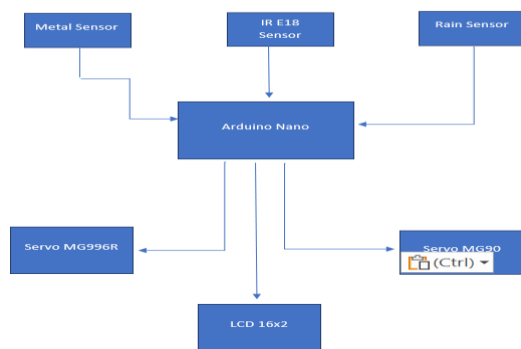 Metal Sensor
IR E18
Sensor
Rain Sensor
Arduino Nano
Servo MG996R
Servo MG90
(Ctrl)
LCD 16x2